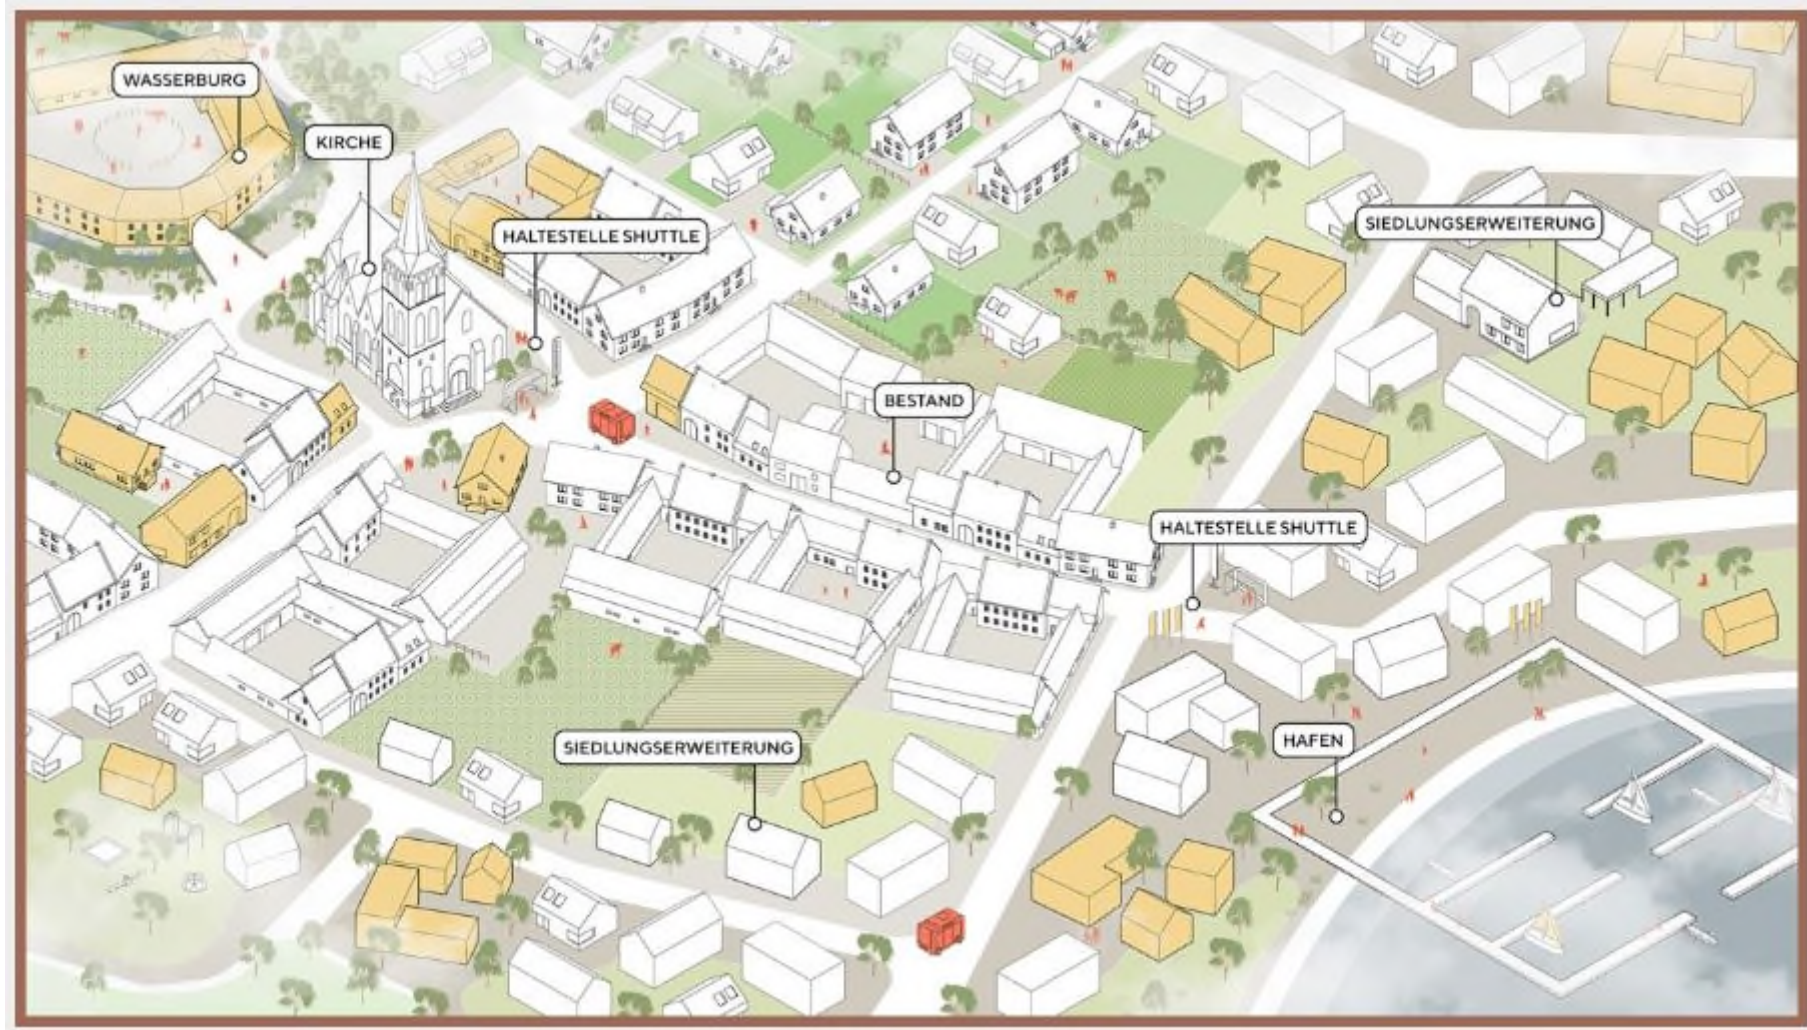 WASSERBURG
KIRCHE
HALTESTELLE SHUTTLE
SIEDLUNGSERWEITERUNG
BESTAND
HALTESTELLE SHUTTLE
SIEDLUNGSERWEITERUNG
HAFEN